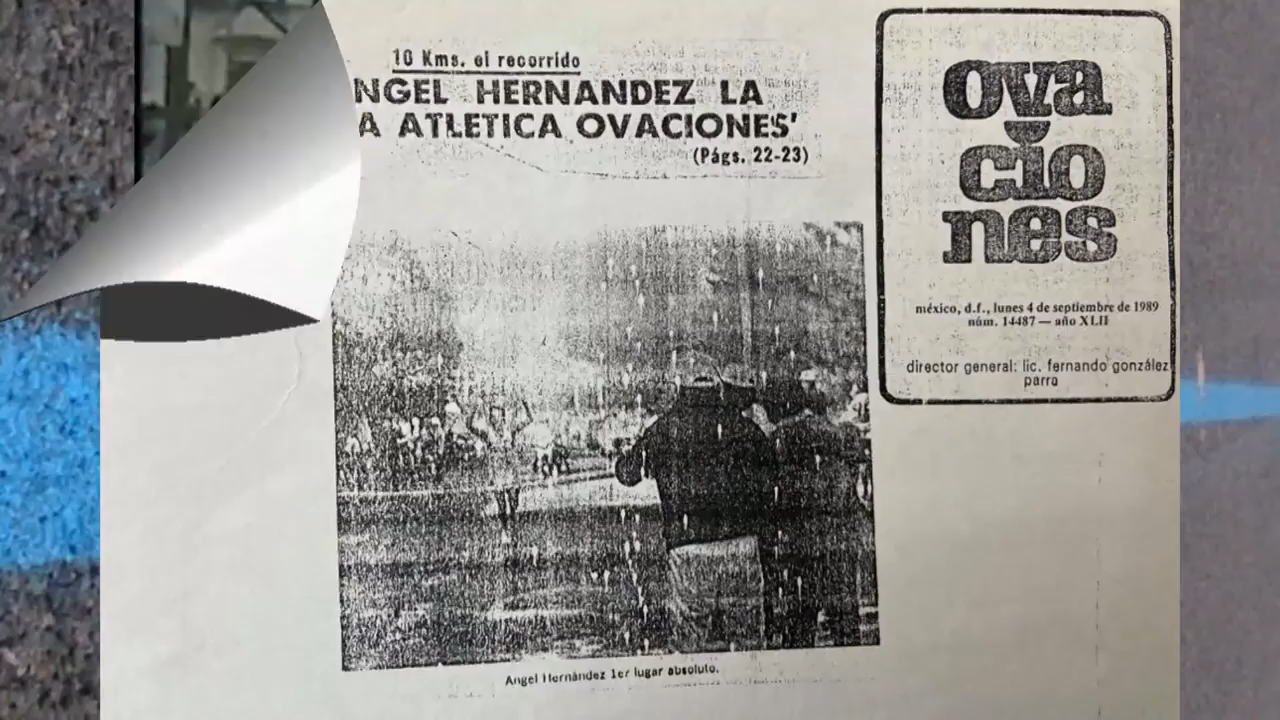 10 Kms. el recorrido
NGEL HERNANDEZ LA
A ATLETICA OVACIONES'
(Págs. 22-23)
ova
cio
nes
méxico, d.f., lunes 4 de septiembre de 1989
núm. 14487 — año XLII
director general: lic. fernando gonzález
parra
Angel Hernández 1er lugar absoluto.